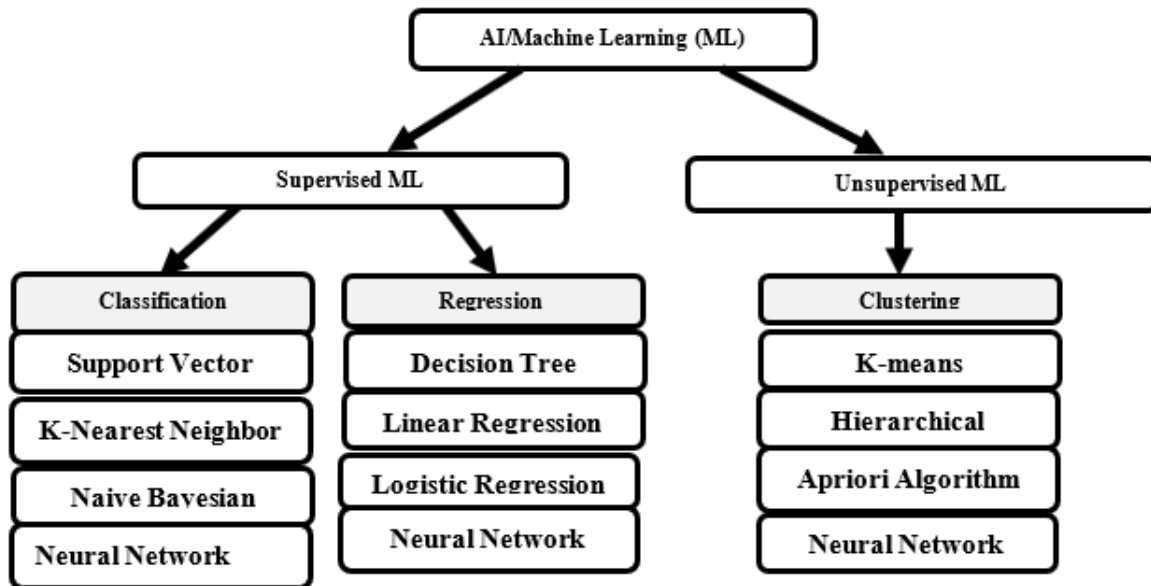 AI/Machine Learning (ML)
Supervised ML
Unsupervised ML
Classification
Support Vector
K-Nearest Neighbor
Naive Bayesian
Neural Network
Regression
Decision Tree
Linear Regression
Logistic Regression
Neural Network
Clustering
K-means
Hierarchical
Apriori Algorithm
Neural Network